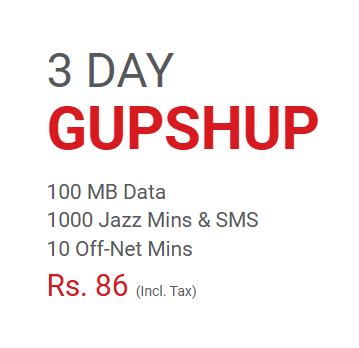 3 DAY
GUPSHUP
100 MB Data
1000 Jazz Mins & SMS
10 Off-Net Mins
Rs. 86 (Incl. Tax)